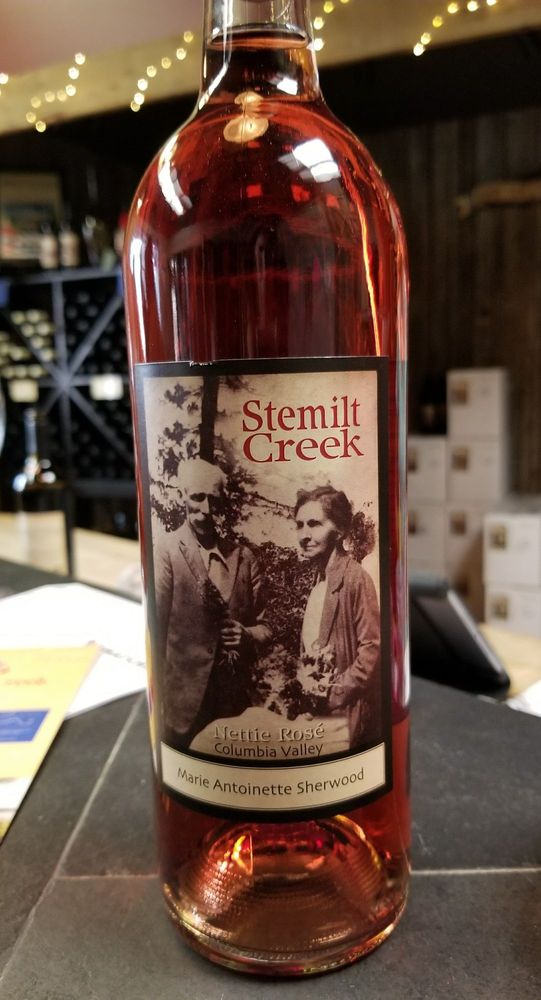 Stemilt
Creek
Nettie Rosé
Columbia Valley
Marie Antoinette Sherwood